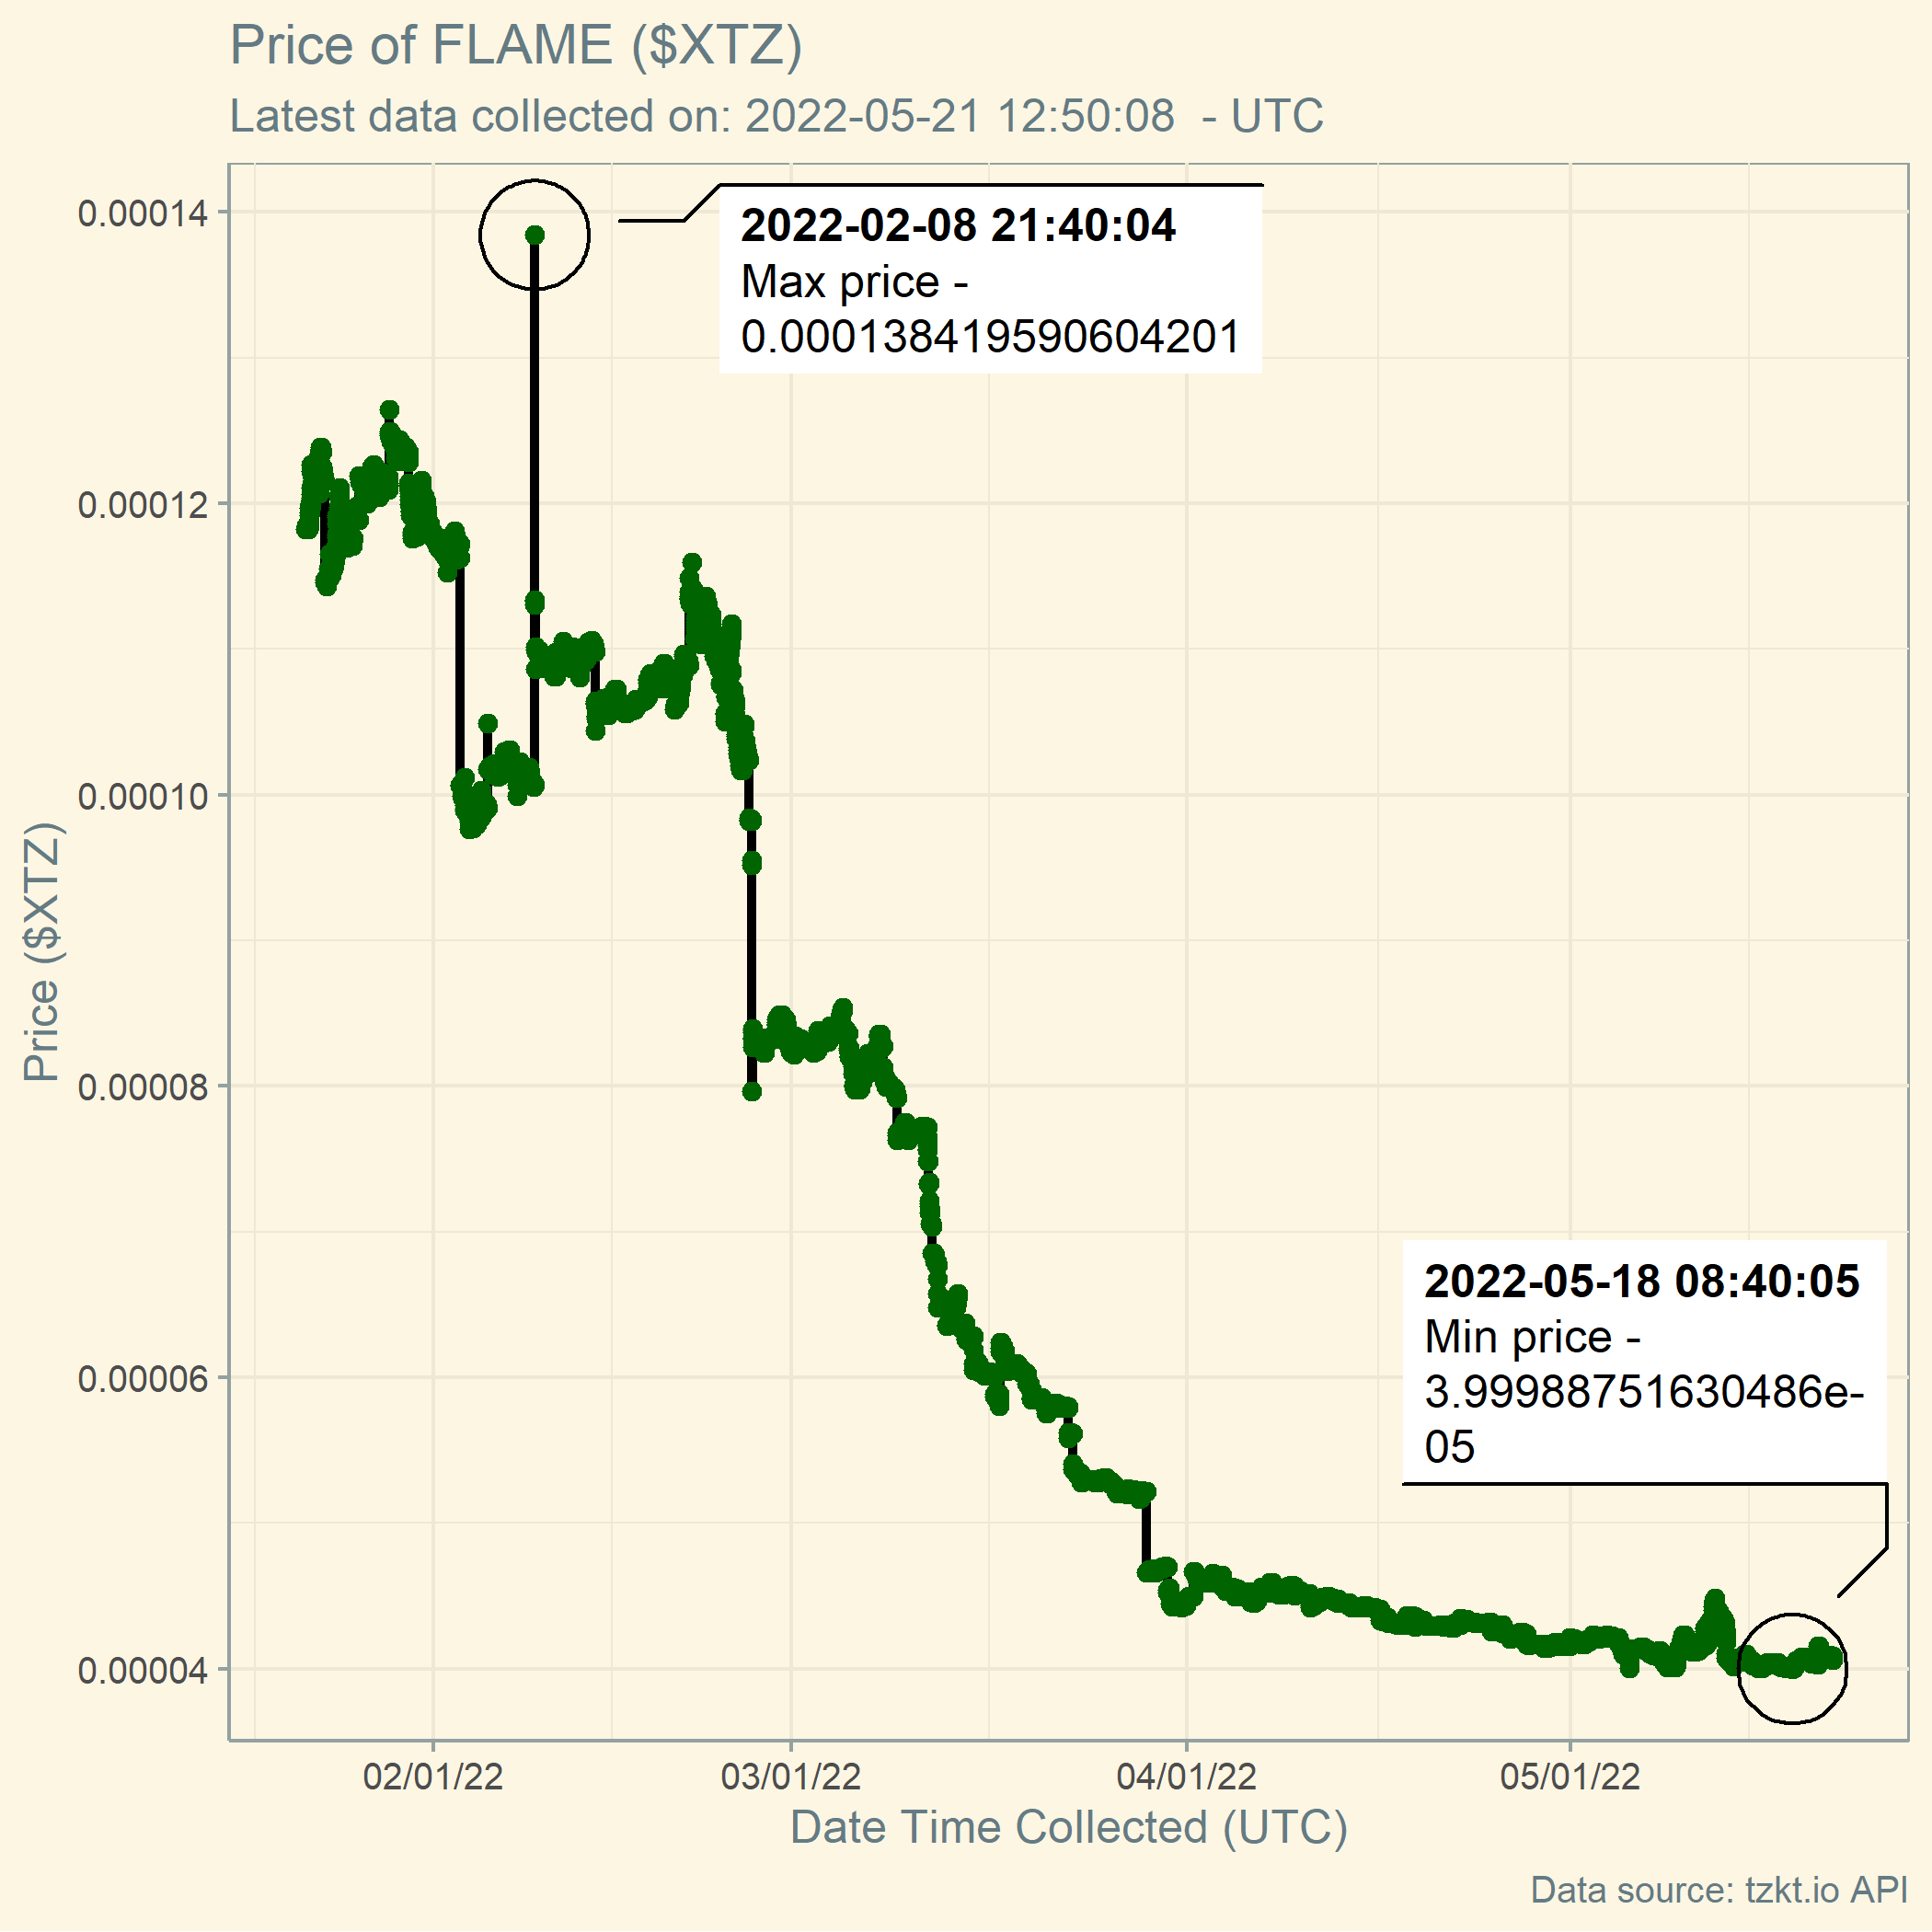 Price of FLAME ($XTZ)
Latest data collected on: 2022-05-21 12:50:08  - UTC
2022-02-08 21:40:04
Max price -
0.000138419590604201
0.00014
0.00012
0.00010
0.00008
0.00006
0.00004
Price ($XTZ)
2022-05-18 08:40:05
Min price -
3.99988751630486e-
05
02/01/22
03/01/22
04/01/22
05/01/22
Date Time Collected (UTC)
Data source: tzkt.io API